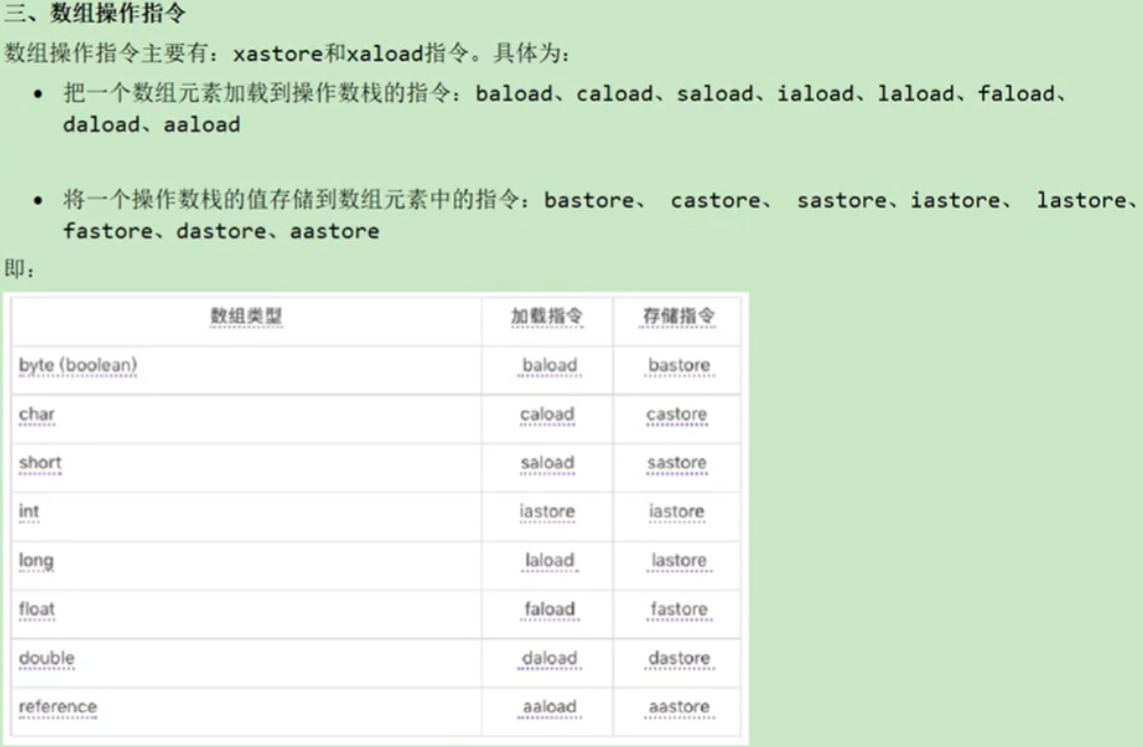 三、数组操作指令
数组操作指令主要有：xastore和xaload指令。具体为：
• 把一个数组元素加载到操作数栈的指令：baload、caload、saload、iaload、laload、faload、
daload、aaload
• 将一个操作数栈的值存储到数组元素中的指令：bastore、 castore、 sastore、iastore、 lastore、
fastore、dastore、aastore
即：
数组类型 加载指令 存储指令
byte (boolean) baload bastore
char caload castore
short saload sastore
int iastore iastore
long laload lastore
float faload fastore
double daload dastore
reference aaload aastore